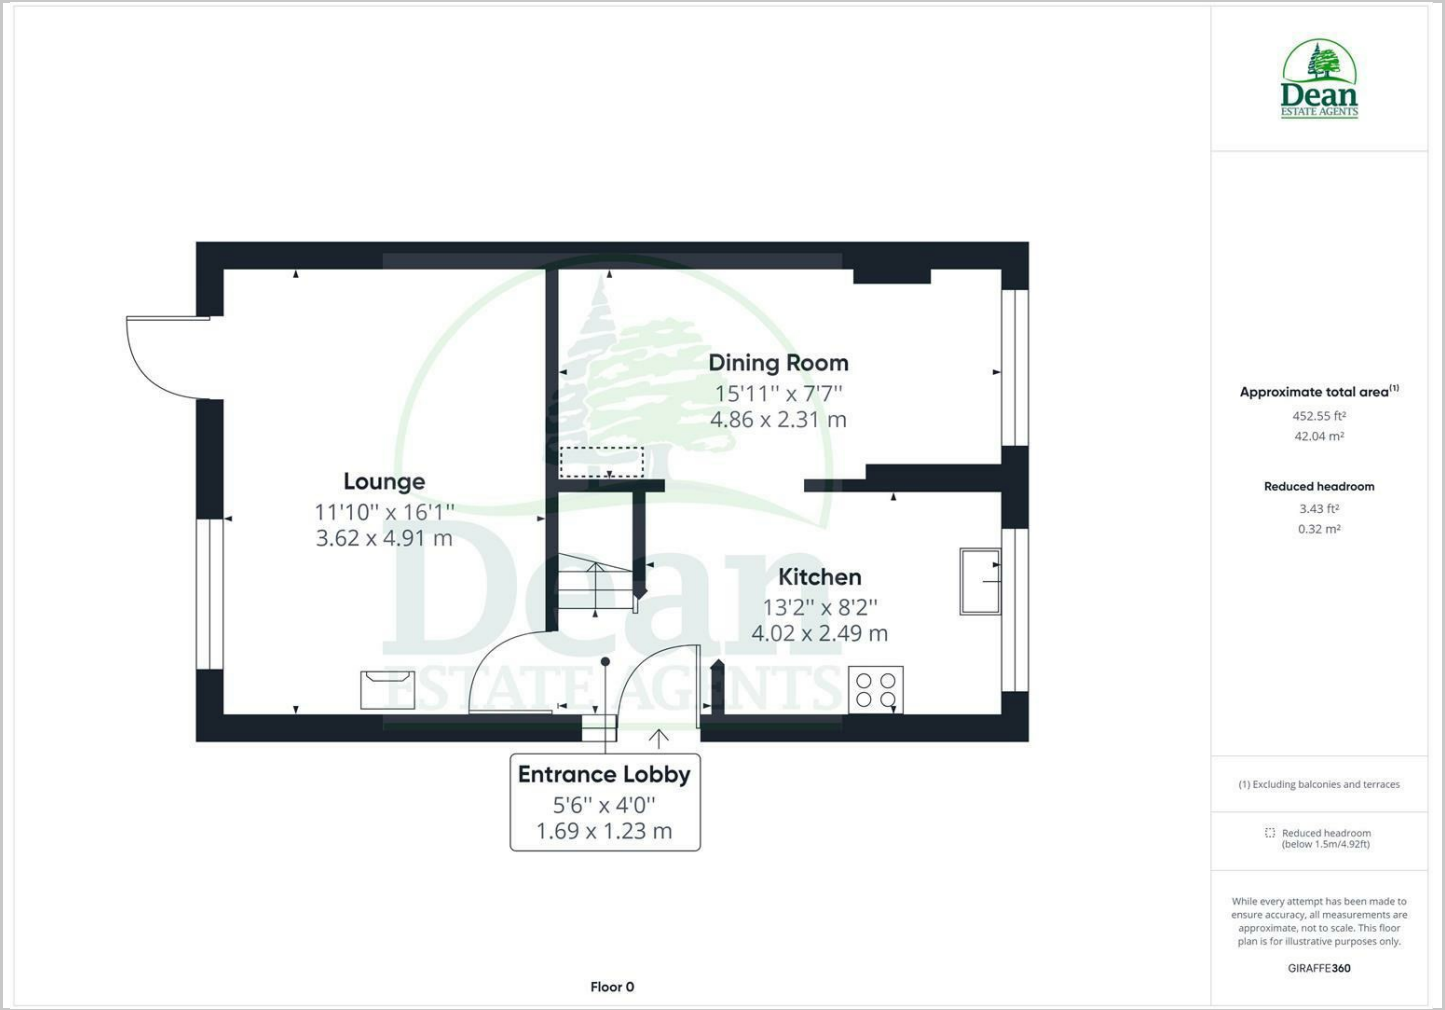 Dean
ESTATE AGENTS
Dining Room
15'11'' x 7'7''
4.86 x 2.31 m
Lounge
11'10'' x 16'1''
3.62 x 4.91 m
Kitchen
13'2'' x 8'2''
4.02 x 2.49 m
Dean
ESTATE AGENTS
Entrance Lobby
5'6'' x 4'0''
1.69 x 1.23 m
Floor 0
Approximate total area(1)
452.55 ft²
42.04 m²
Reduced headroom
3.43 ft²
0.32 m²
(1) Excluding balconies and terraces
Reduced headroom
(below 1.5m/4.92ft)
While every attempt has been made to
ensure accuracy, all measurements are
approximate, not to scale. This floor
plan is for illustrative purposes only.
GIRAFFE360